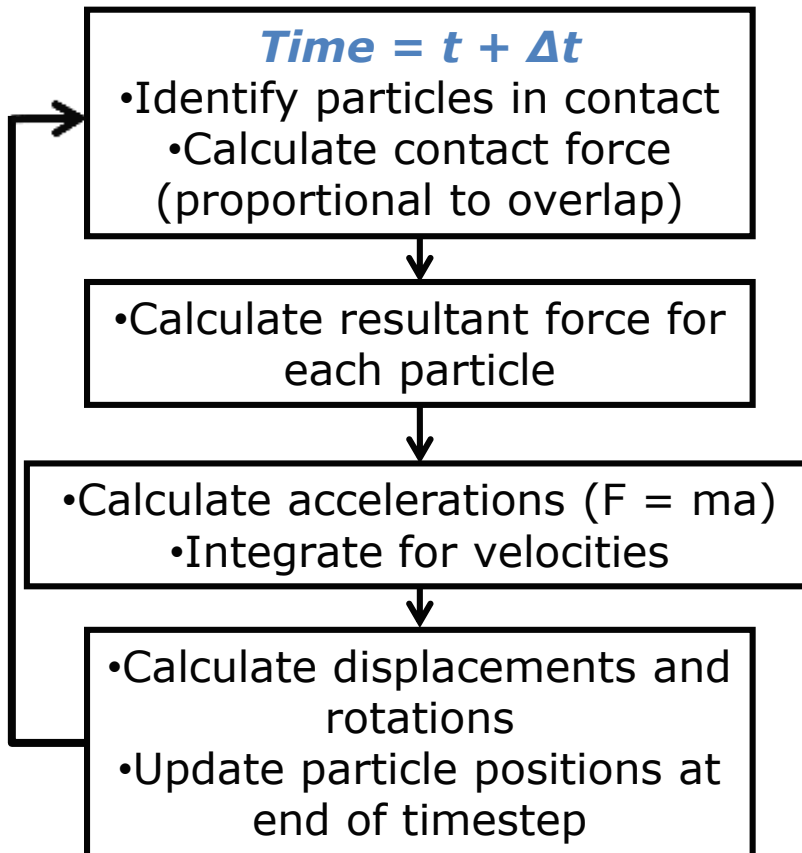 Time = t + Δt
•Identify particles in contact
•Calculate contact force
(proportional to overlap)
•Calculate resultant force for
each particle
•Calculate accelerations (F = ma)
•Integrate for velocities
•Calculate displacements and
rotations
•Update particle positions at
end of timestep